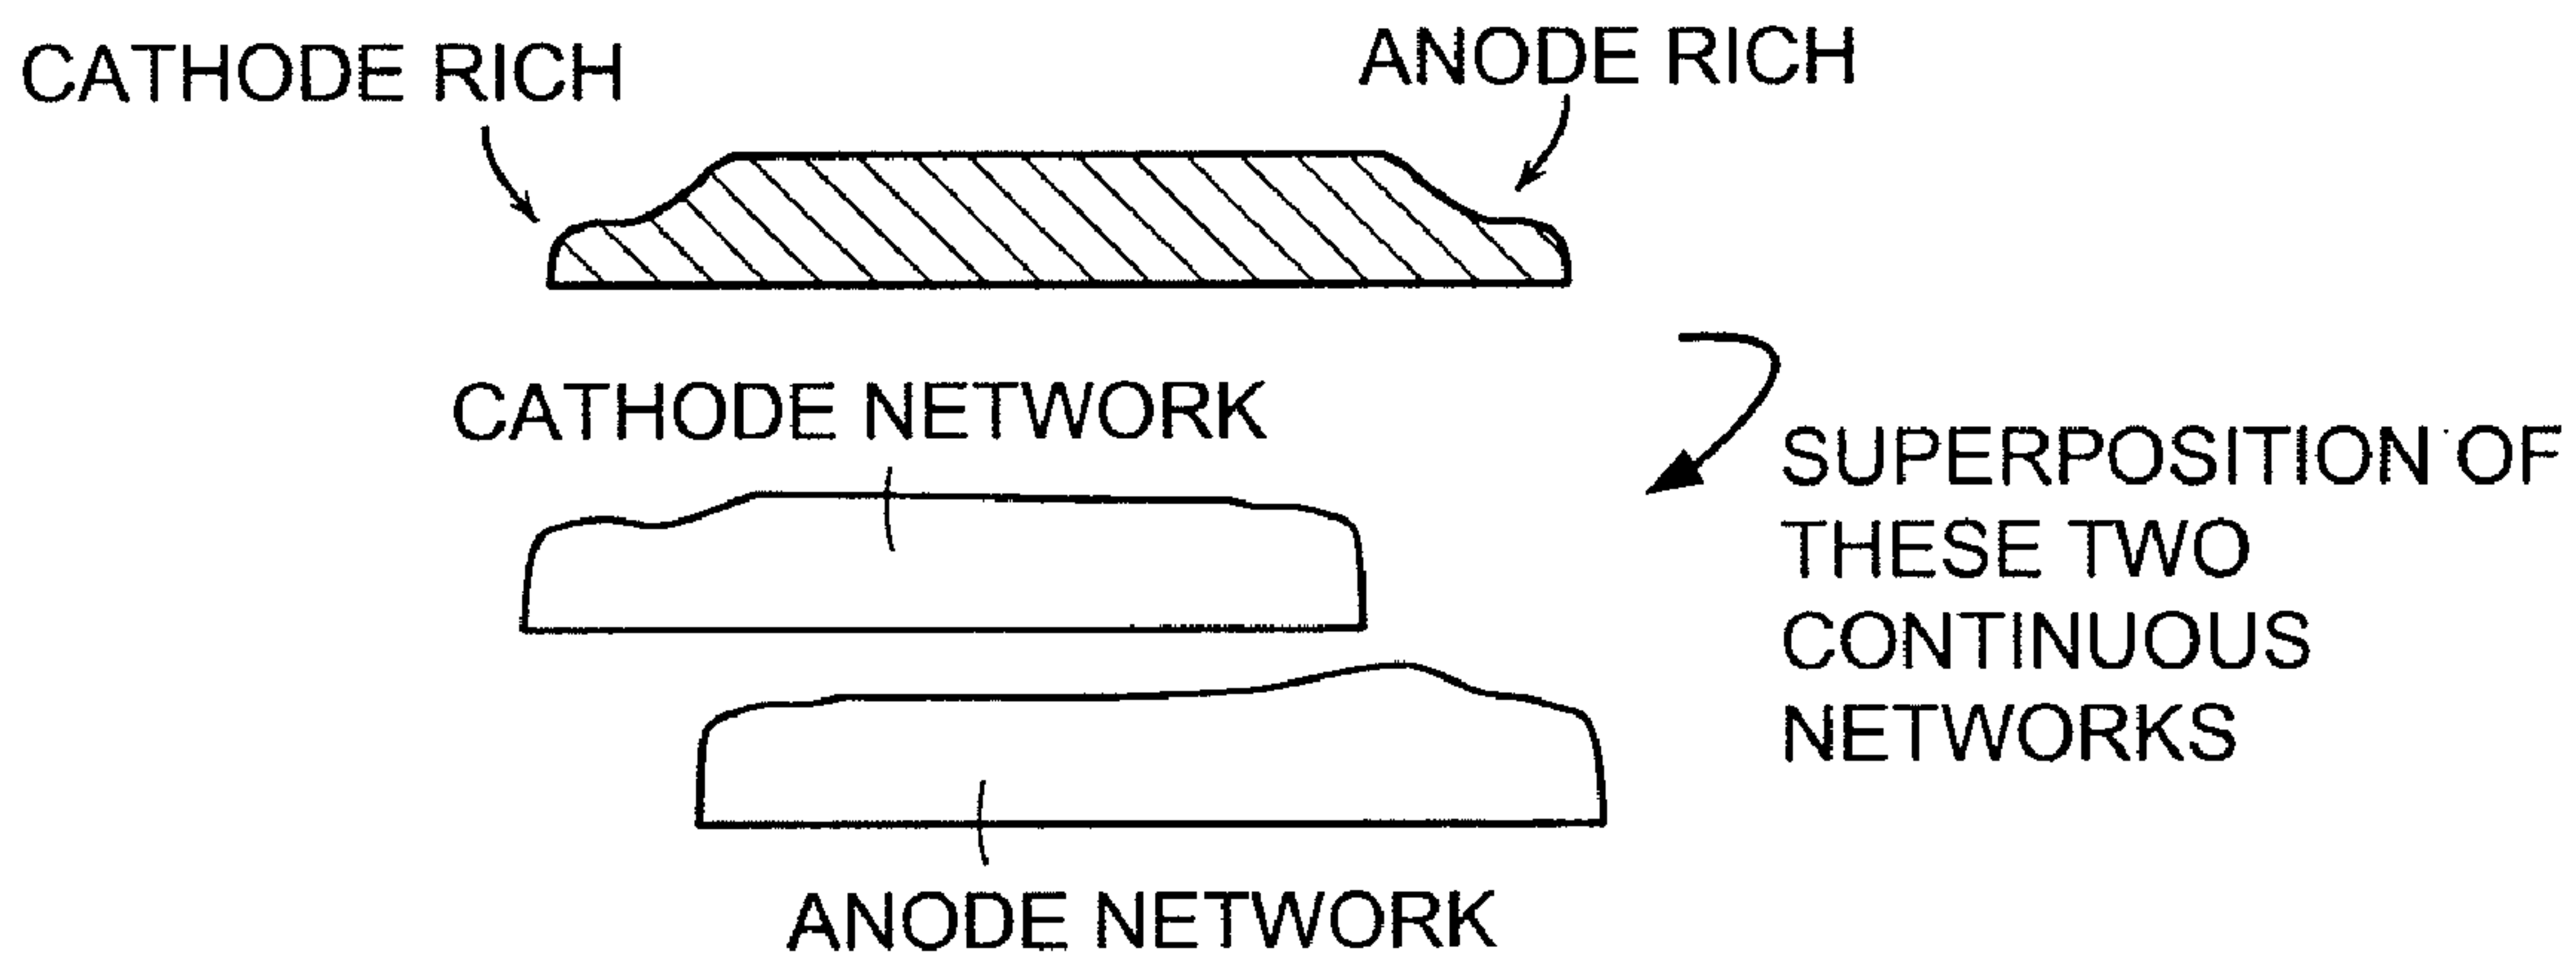 CATHODE RICH
ANODE RICH
CATHODE NETWORK
SUPERPOSITION OF
THESE TWO
CONTINUOUS
NETWORKS
ANODE NETWORK